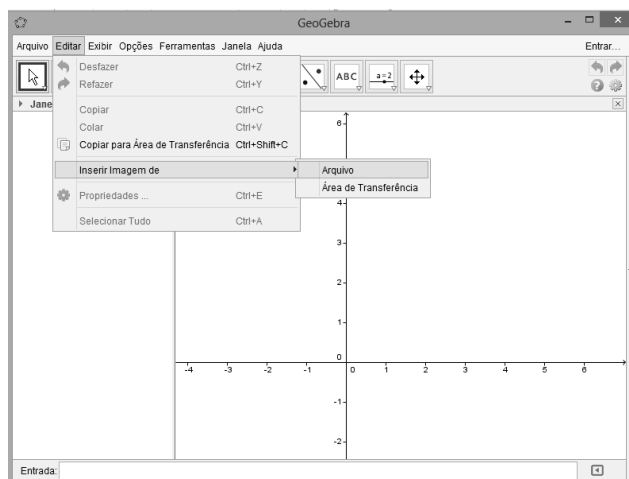 GeoGebra
Arquivo Editar Exibir Opções Ferramentas Janela Ajuda Entrar...
Desfazer Ctrl+Z
Refazer Ctrl+Y
ABC a=2
Jane
Copiar Ctrl+C
Colar Ctrl+V
Copiar para Área de Transferência Ctrl+Shift+C
Inserir Imagem de
Arquivo
Área de Transferência
Propriedades ... Ctrl+E
Selecionar Tudo Ctrl+A
6
4
3
2
1
0
-4 -3 -2 -1 0 1 2 3 4 5 6
-1
-2
Entrada: